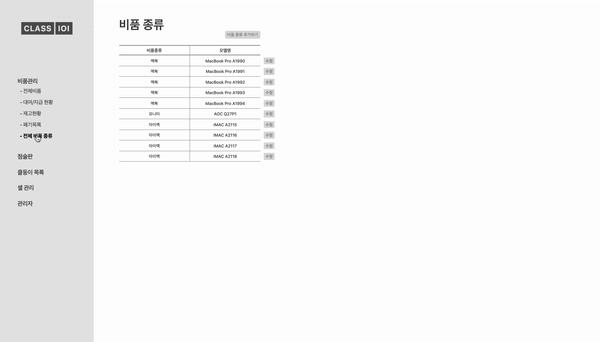 CLASS 101
비품관리
- 전체비품
- 대여/지급 현황
- 재고현황
- 폐기목록
• 전체 비품 종류
참슬만
클둥이 목록
셀 관리
관리자
비품 종류
비품 종류 추가하기
비품종류 모델명
맥북 MacBook Pro A1990 수정
맥북 MacBook Pro A1991 수정
맥북 MacBook Pro A1992 수정
맥북 MacBook Pro A1993 수정
맥북 MacBook Pro A1994 수정
모니터 AOC Q27P1 수정
아이맥 IMAC A2115 수정
아이맥 IMAC A2116 수정
아이맥 IMAC A2117 수정
아이맥 IMAC A2118 수정